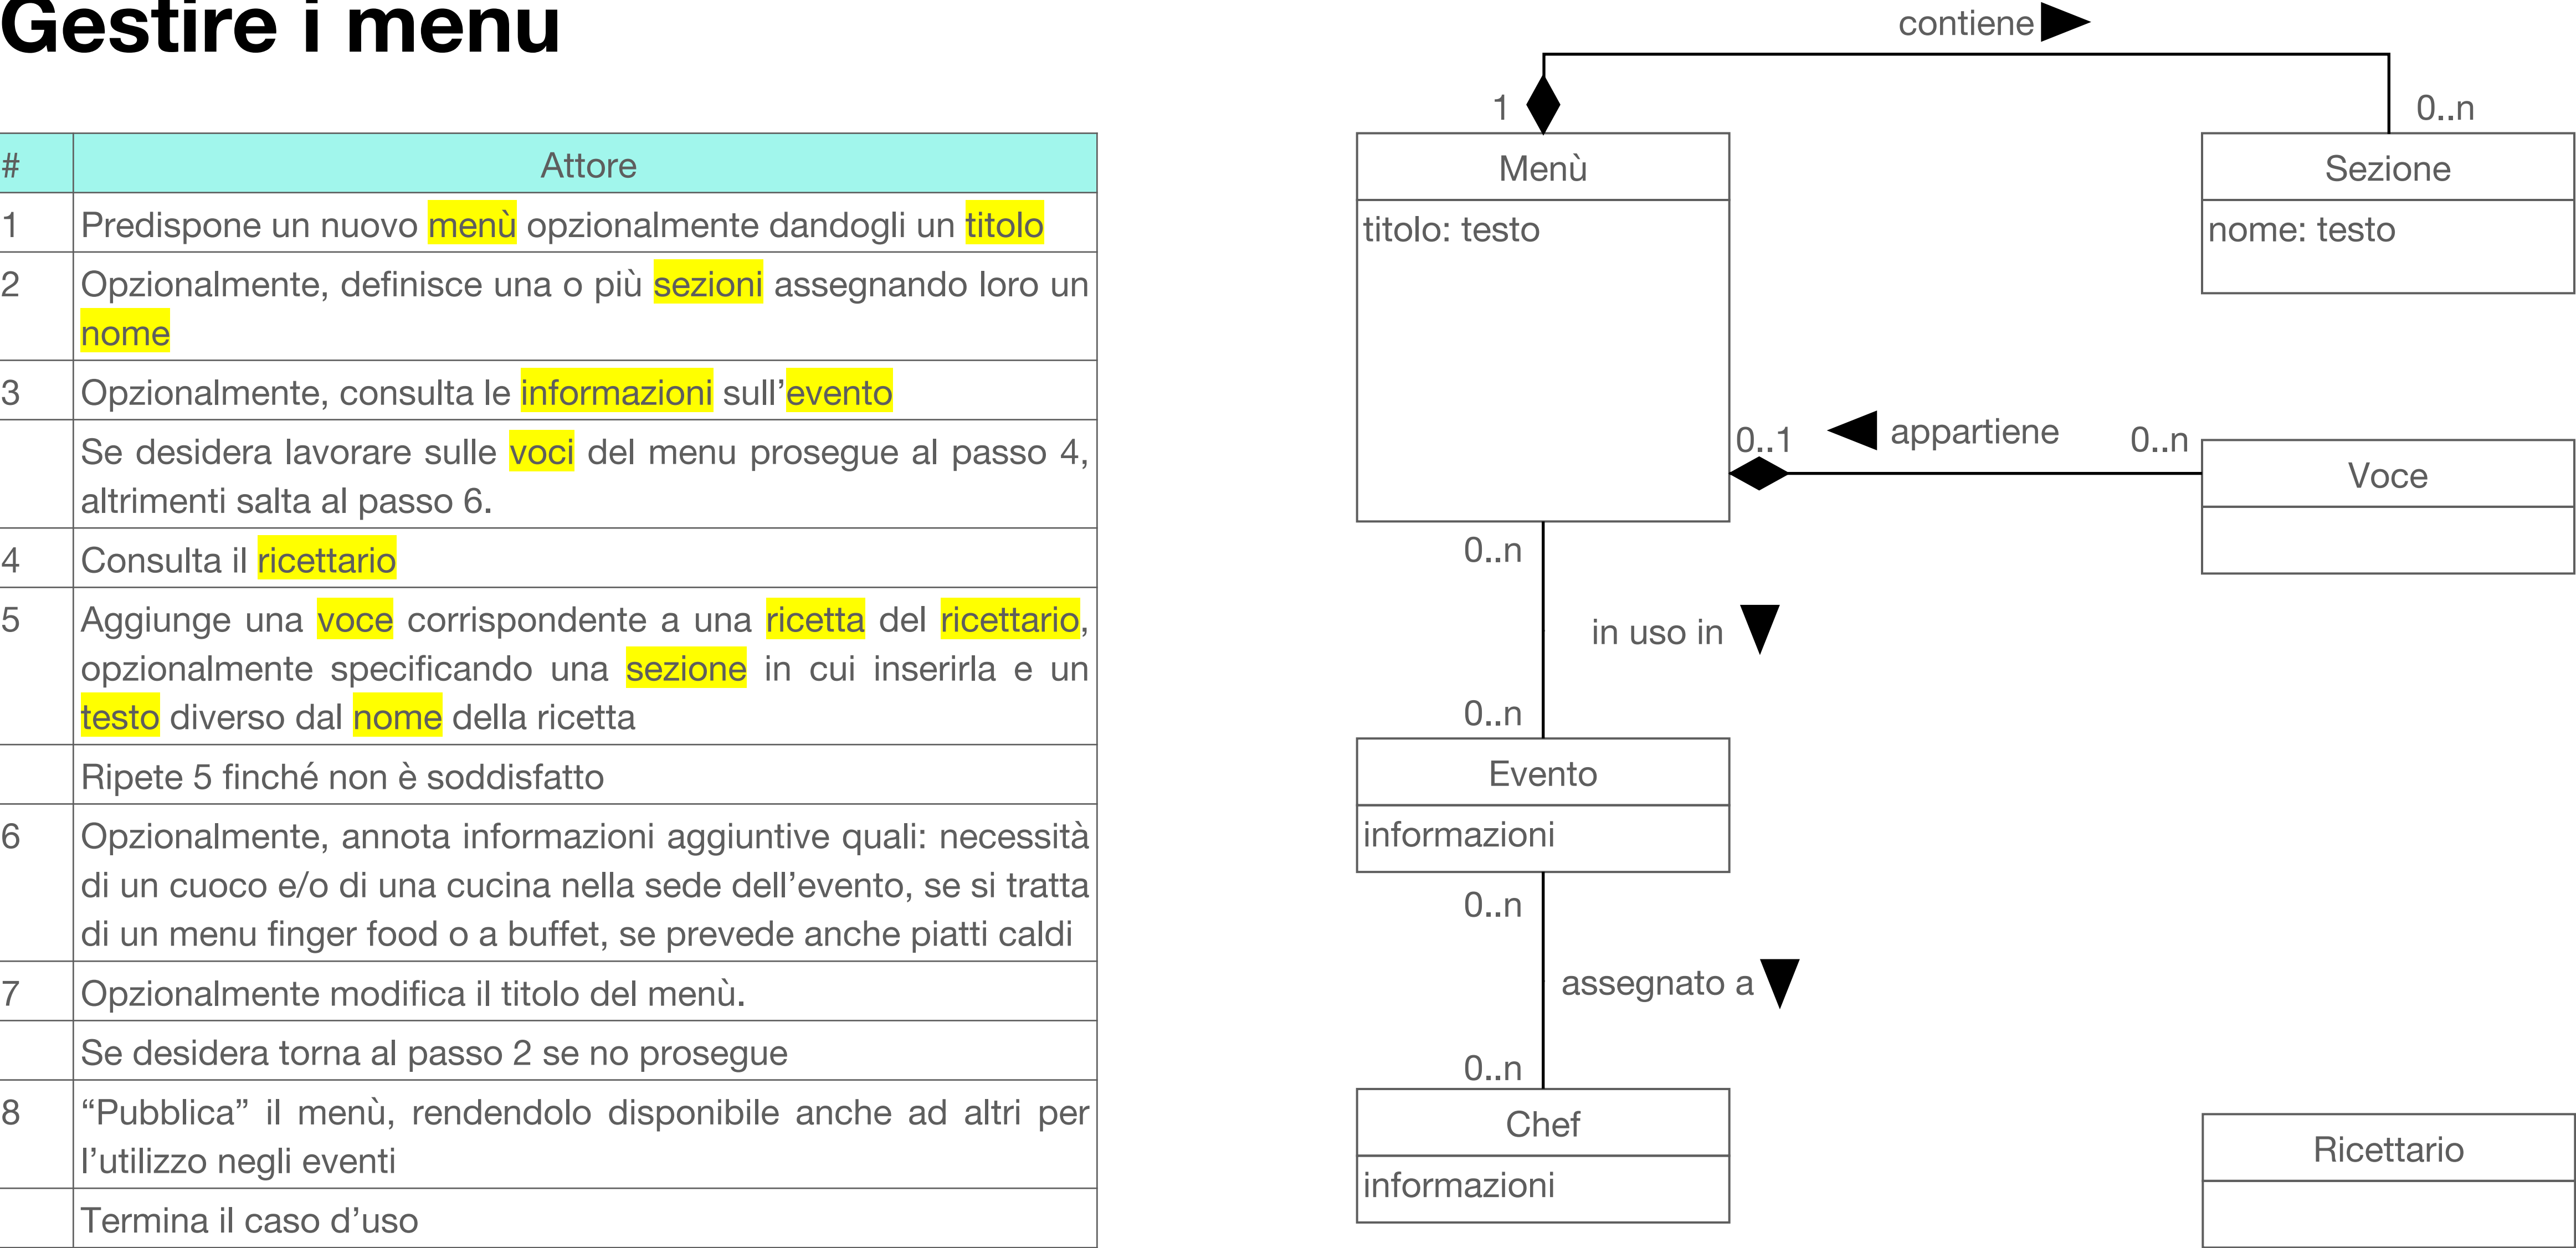 Gestire i menu
# Attore
1 Predispone un nuovo menù opzionalmente dandogli un titolo
2 Opzionalmente, definisce una o più sezioni assegnando loro un
nome
3 Opzionalmente, consulta le informazioni sull’evento
Se desidera lavorare sulle voci del menu prosegue al passo 4,
altrimenti salta al passo 6.
4 Consulta il ricettario
5 Aggiunge una voce corrispondente a una ricetta del ricettario,
opzionalmente specificando una sezione in cui inserirla e un
testo diverso dal nome della ricetta
Ripete 5 finché non è soddisfatto
6 Opzionalmente, annota informazioni aggiuntive quali: necessità
di un cuoco e/o di una cucina nella sede dell’evento, se si tratta
di un menu finger food o a buffet, se prevede anche piatti caldi
7 Opzionalmente modifica il titolo del menù.
Se desidera torna al passo 2 se no prosegue
8 “Pubblica” il menù, rendendolo disponibile anche ad altri per
l’utilizzo negli eventi
Termina il caso d’uso
contiene
1
0..n
Menù
titolo: testo
Sezione
nome: testo
0..1
appartiene
0..n
Voce
0..n
in uso in
0..n
Evento
informazioni
0..n
assegnato a
0..n
Chef
informazioni
Ricettario